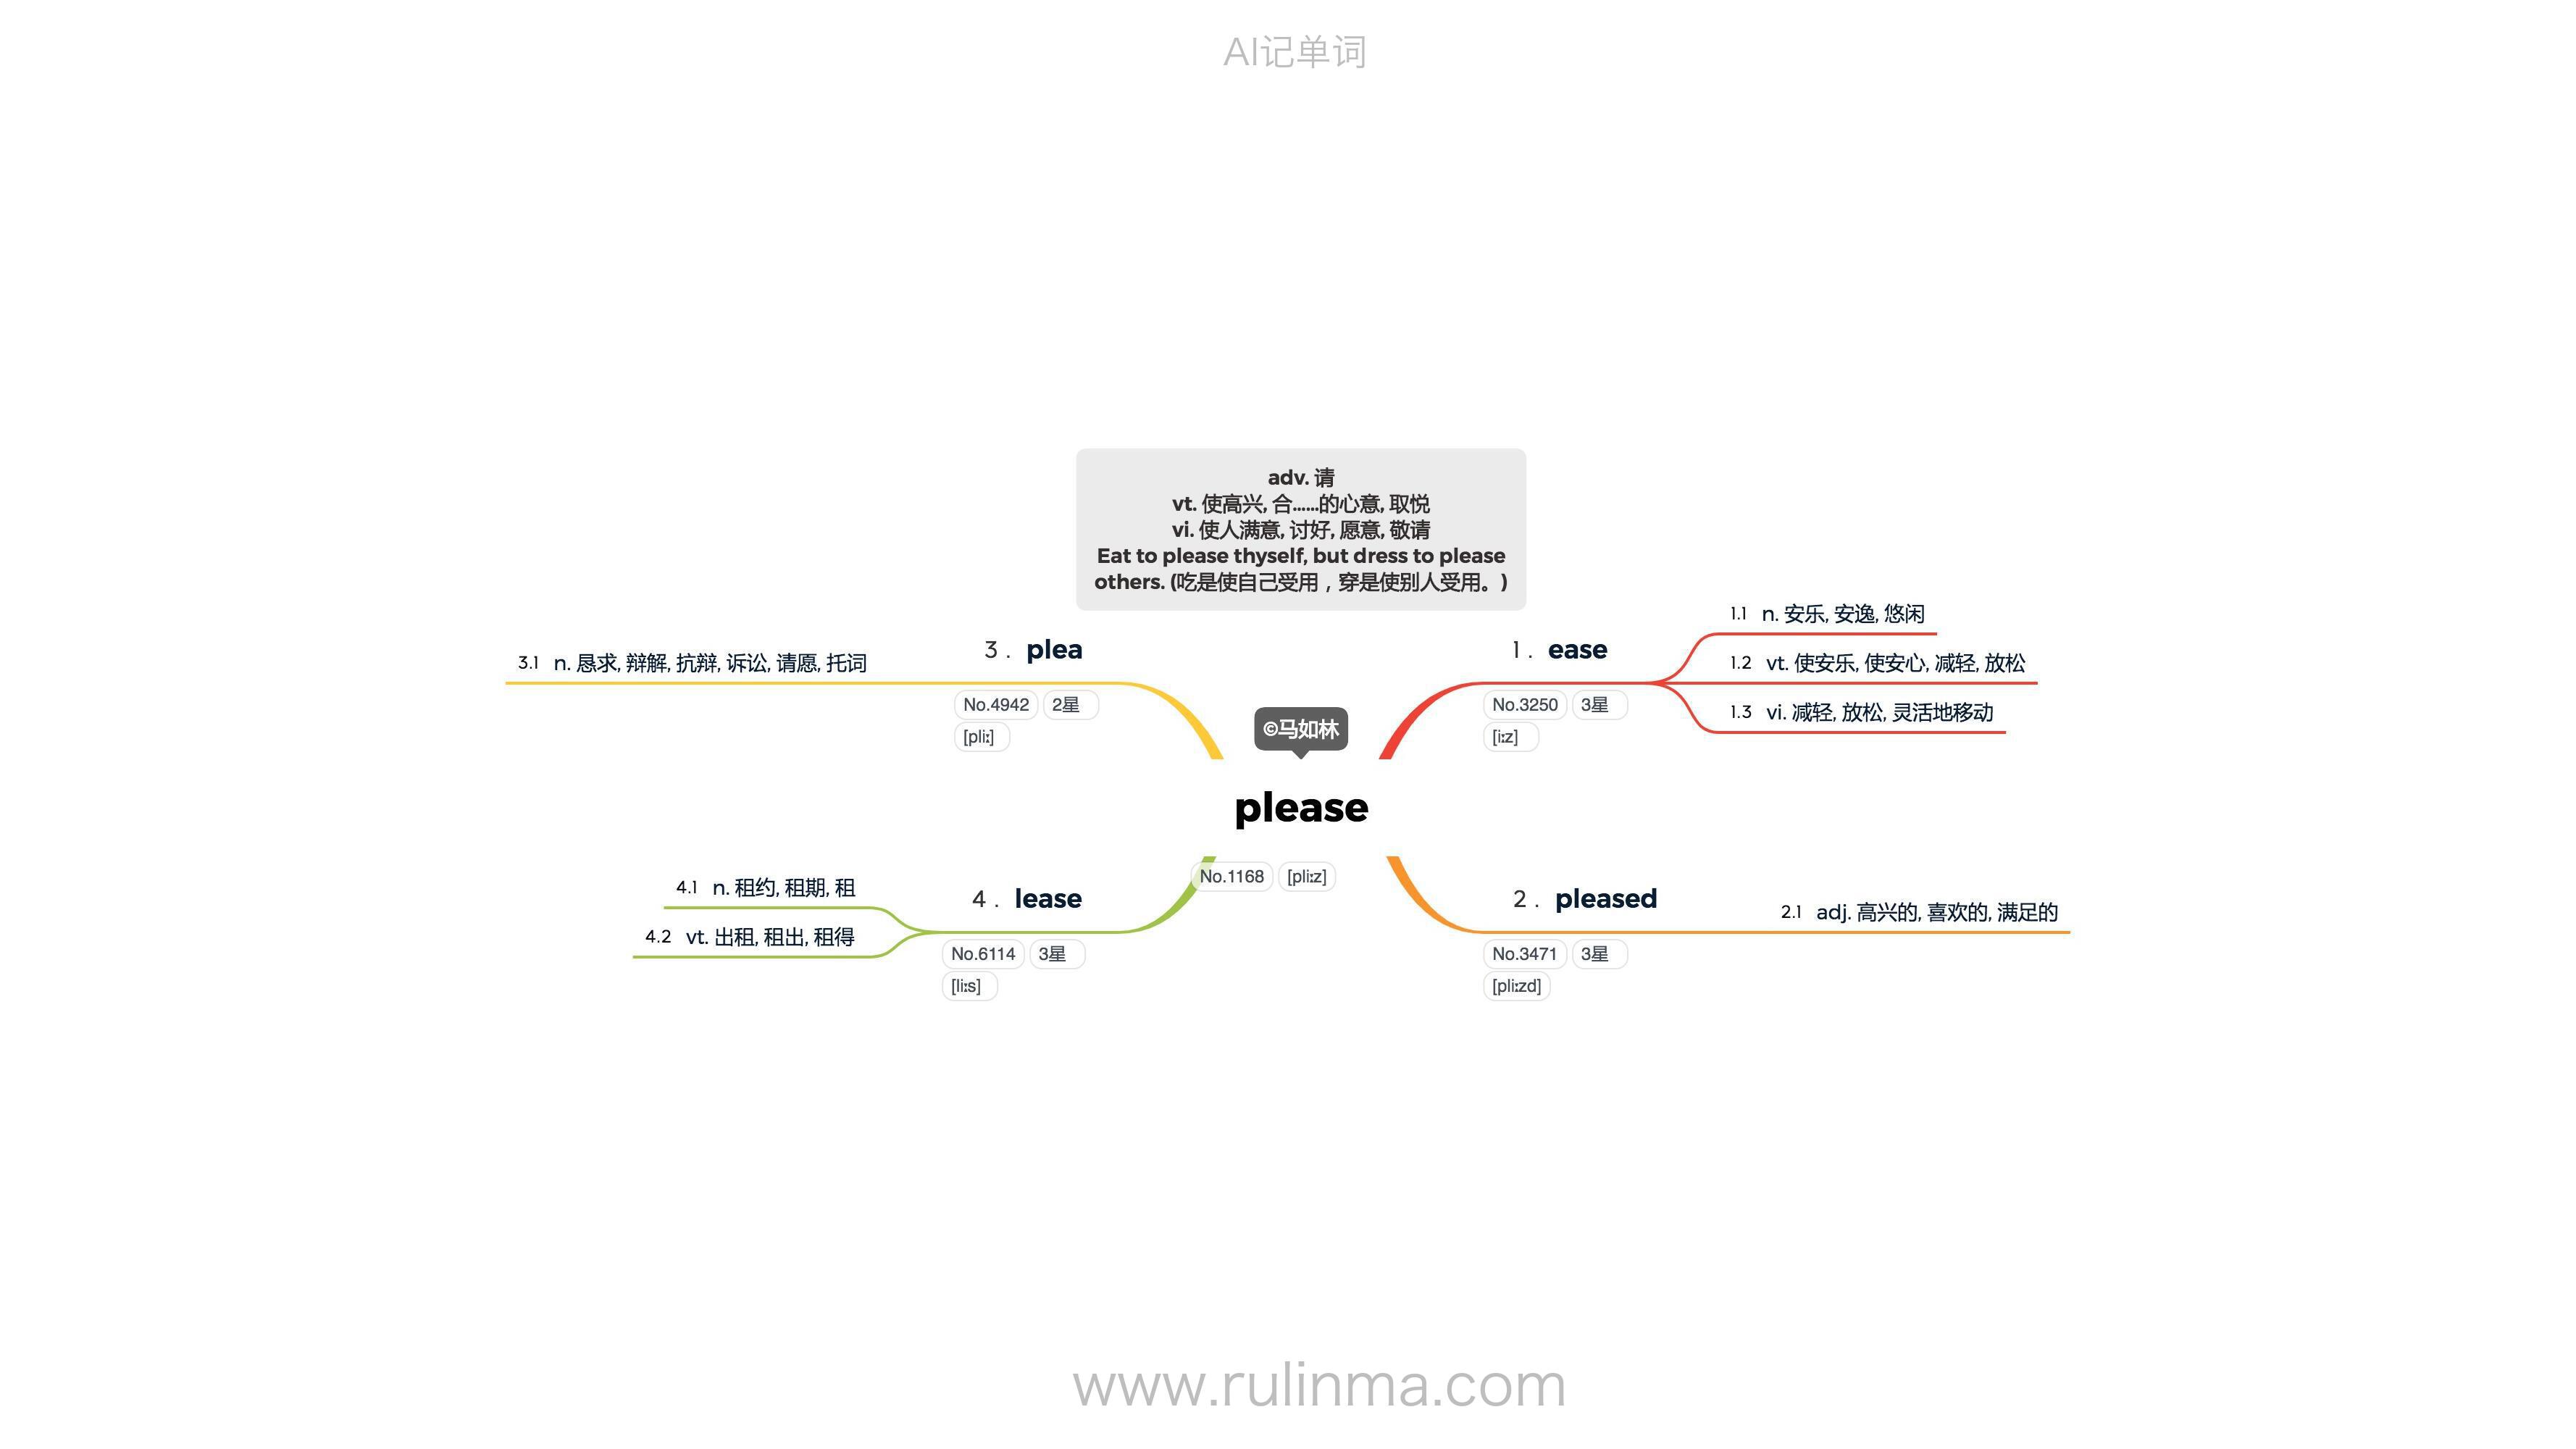 AI记单词
adv. 请
vt. 使高兴, 合……的心意, 取悦
vi. 使人满意, 讨好, 愿意, 敬请
Eat to please thyself, but dress to please
others. (吃是使自己受用，穿是使别人受用。)
©马如林
please
No.1168 [pliːz]
1 . ease
No.3250 3星
[iːz]
1.1 n. 安乐, 安逸, 悠闲
1.2 vt. 使安乐, 使安心, 减轻, 放松
1.3 vi. 减轻, 放松, 灵活地移动
2 . pleased
No.3471 3星
[pliːzd]
2.1 adj. 高兴的, 喜欢的, 满足的
3 . plea
No.4942 2星
[pliː]
3.1 n. 恳求, 辩解, 抗辩, 诉讼, 请愿, 托词
4 . lease
No.6114 3星
[liːs]
4.1 n. 租约, 租期, 租
4.2 vt. 出租, 租出, 租得
www.rulinma.com